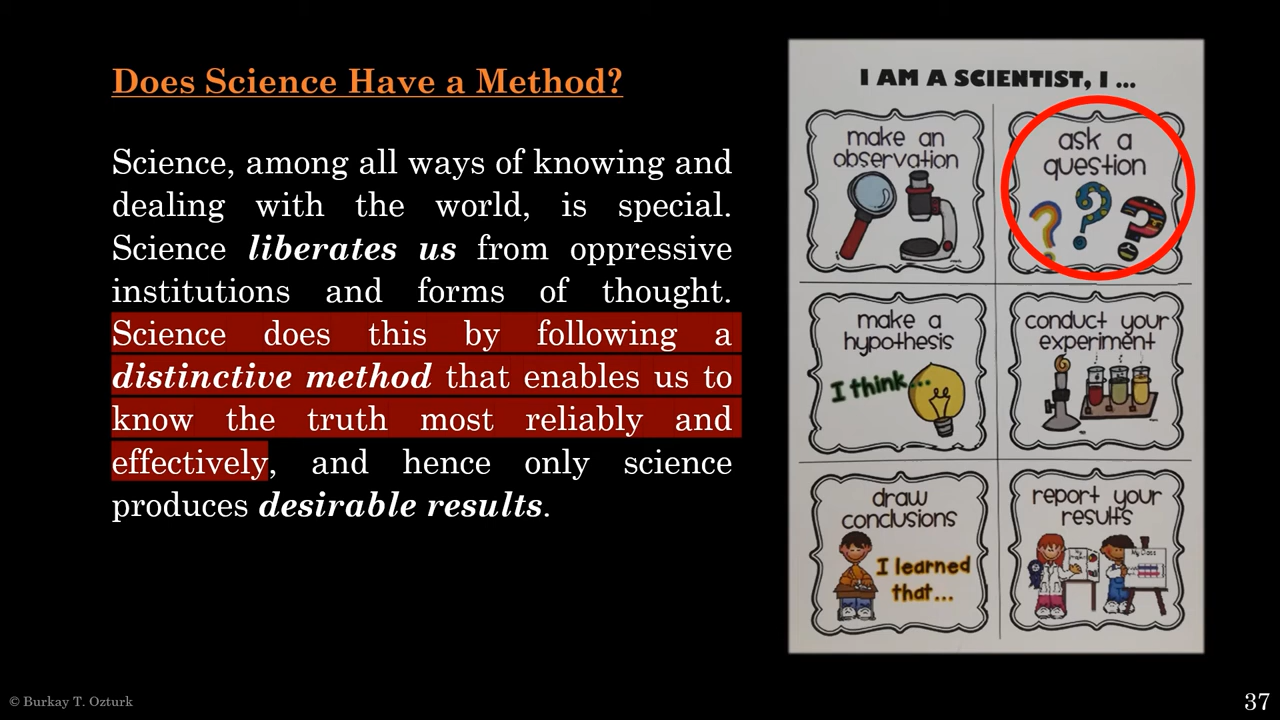 Does Science Have a Method?
Science, among all ways of knowing and
dealing with the world, is special.
Science liberates us from oppressive
institutions and forms of thought.
Science does this by following a
distinctive method that enables us to
know the truth most reliably and
effectively, and hence only science
produces desirable results.
I AM A SCIENTIST, I ...
make an
observation
ask a
question
make a
hypothesis
I think...
conduct your
experiment
draw
conclusions
I learned
that...
report your
results
My Class
© Burkay T. Ozturk
37